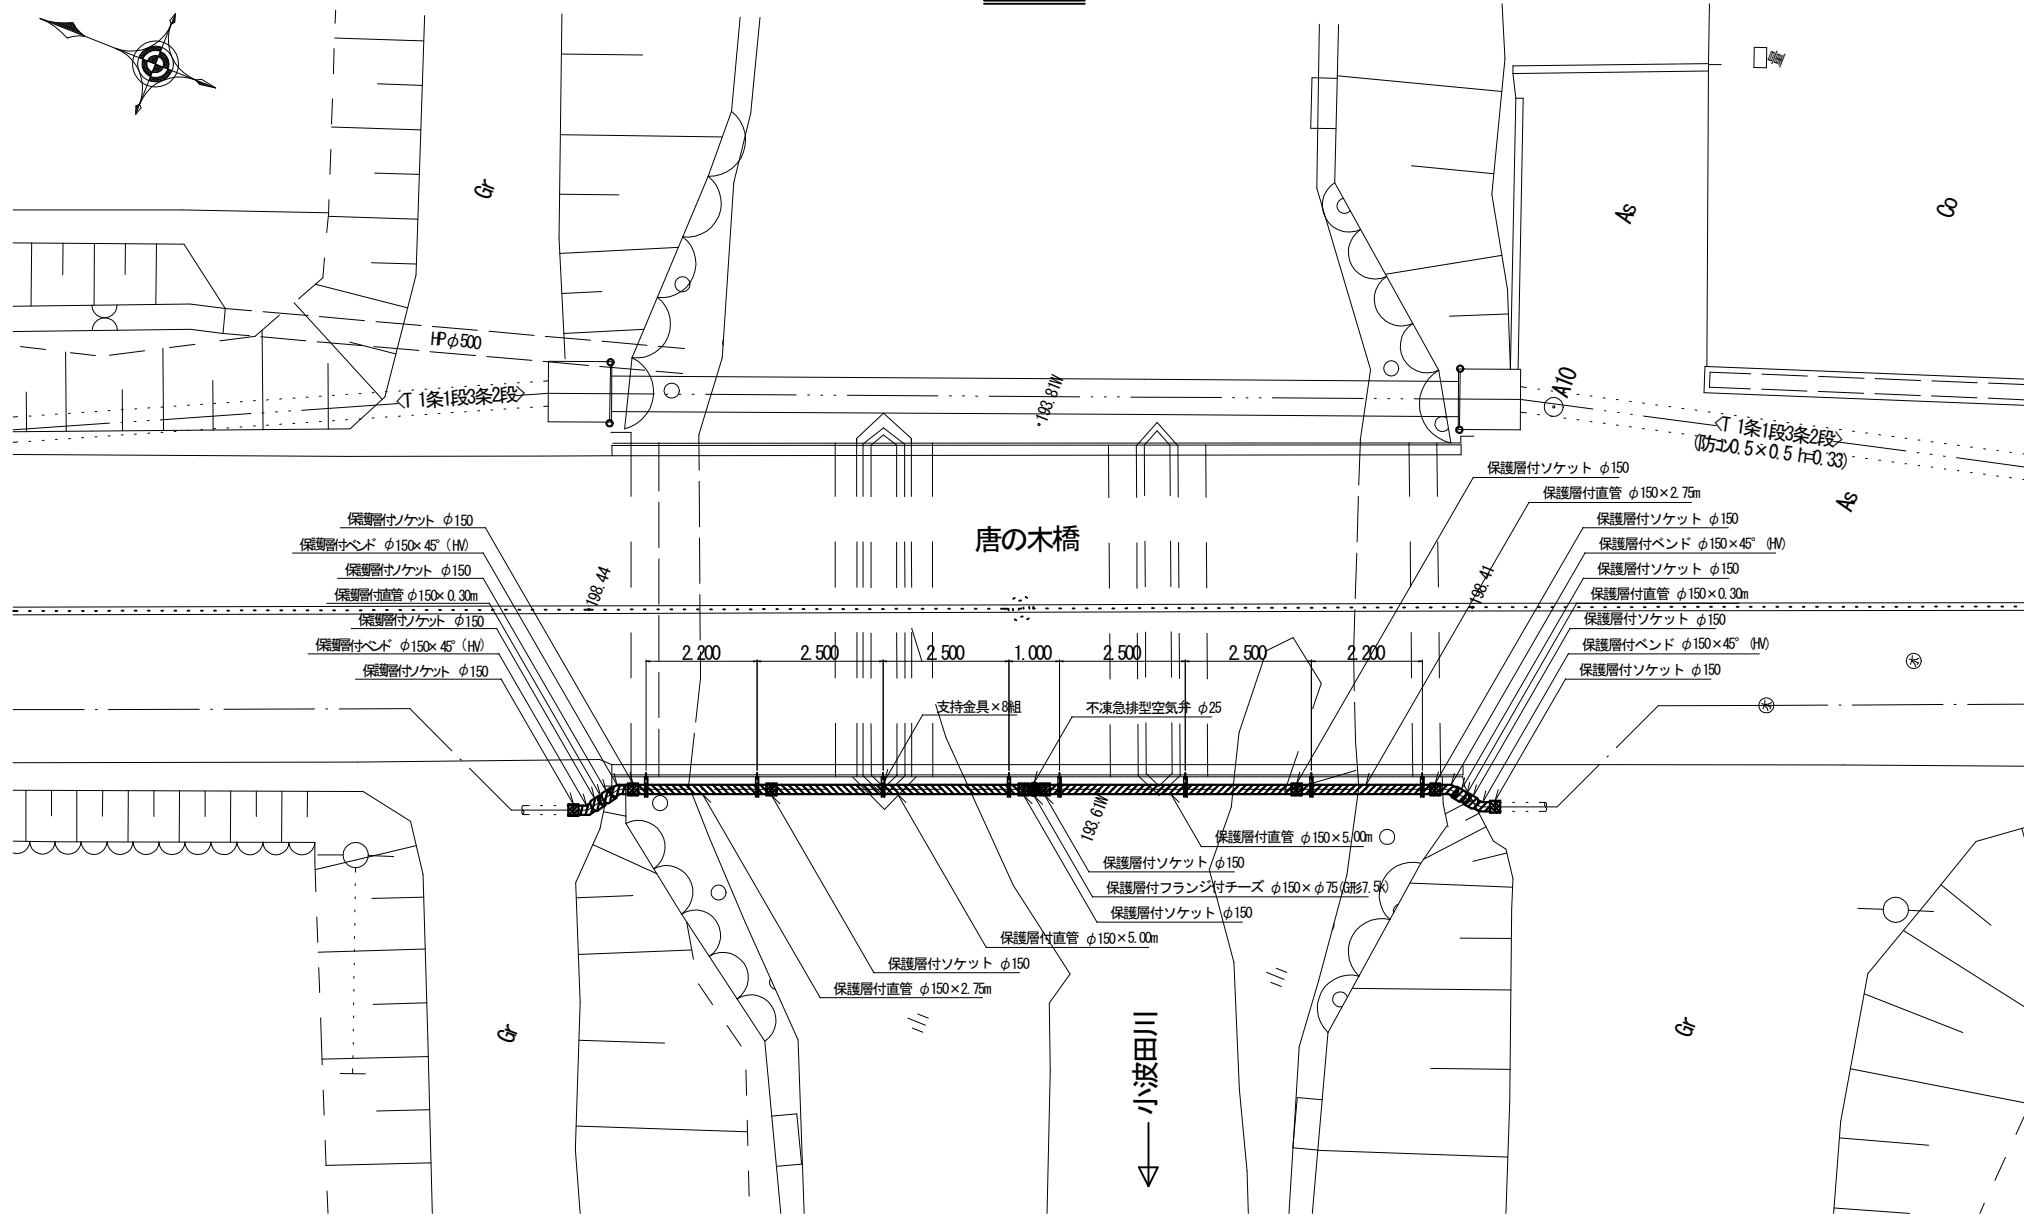 量
Gr
As
Co
HPφ500
T 1条1段3条2段
193.81W
A10
T 1条1段3条2段
(防コン0.5×0.5 h=0.33)
As
保護層付ソケット φ150
保護層付直管 φ150×2.75m
保護層付ソケット φ150
保護層付ベンド φ150×45° (HV)
保護層付ソケット φ150
保護層付直管 φ150×0.30m
保護層付ソケット φ150
保護層付ベンド φ150×45° (HV)
保護層付ソケット φ150
唐の木橋
198.44
198.41
保護層付ソケット φ150
保護層付ベンド φ150×45° (HV)
保護層付ソケット φ150
保護層付直管 φ150×0.30m
保護層付ソケット φ150
保護層付ベンド φ150×45° (HV)
保護層付ソケット φ150
2.200
2.500
2.500
1.000
2.500
2.500
2.200
支持金具×8組
不凍急排型空気弁 φ25
193.61W
保護層付直管 φ150×5.00m
保護層付ソケット φ150
保護層付フランジ付チーズ φ150×φ75(GF形7.5K)
保護層付ソケット φ150
保護層付直管 φ150×5.00m
保護層付ソケット φ150
保護層付直管 φ150×2.75m
Gr
小波田川
Gr